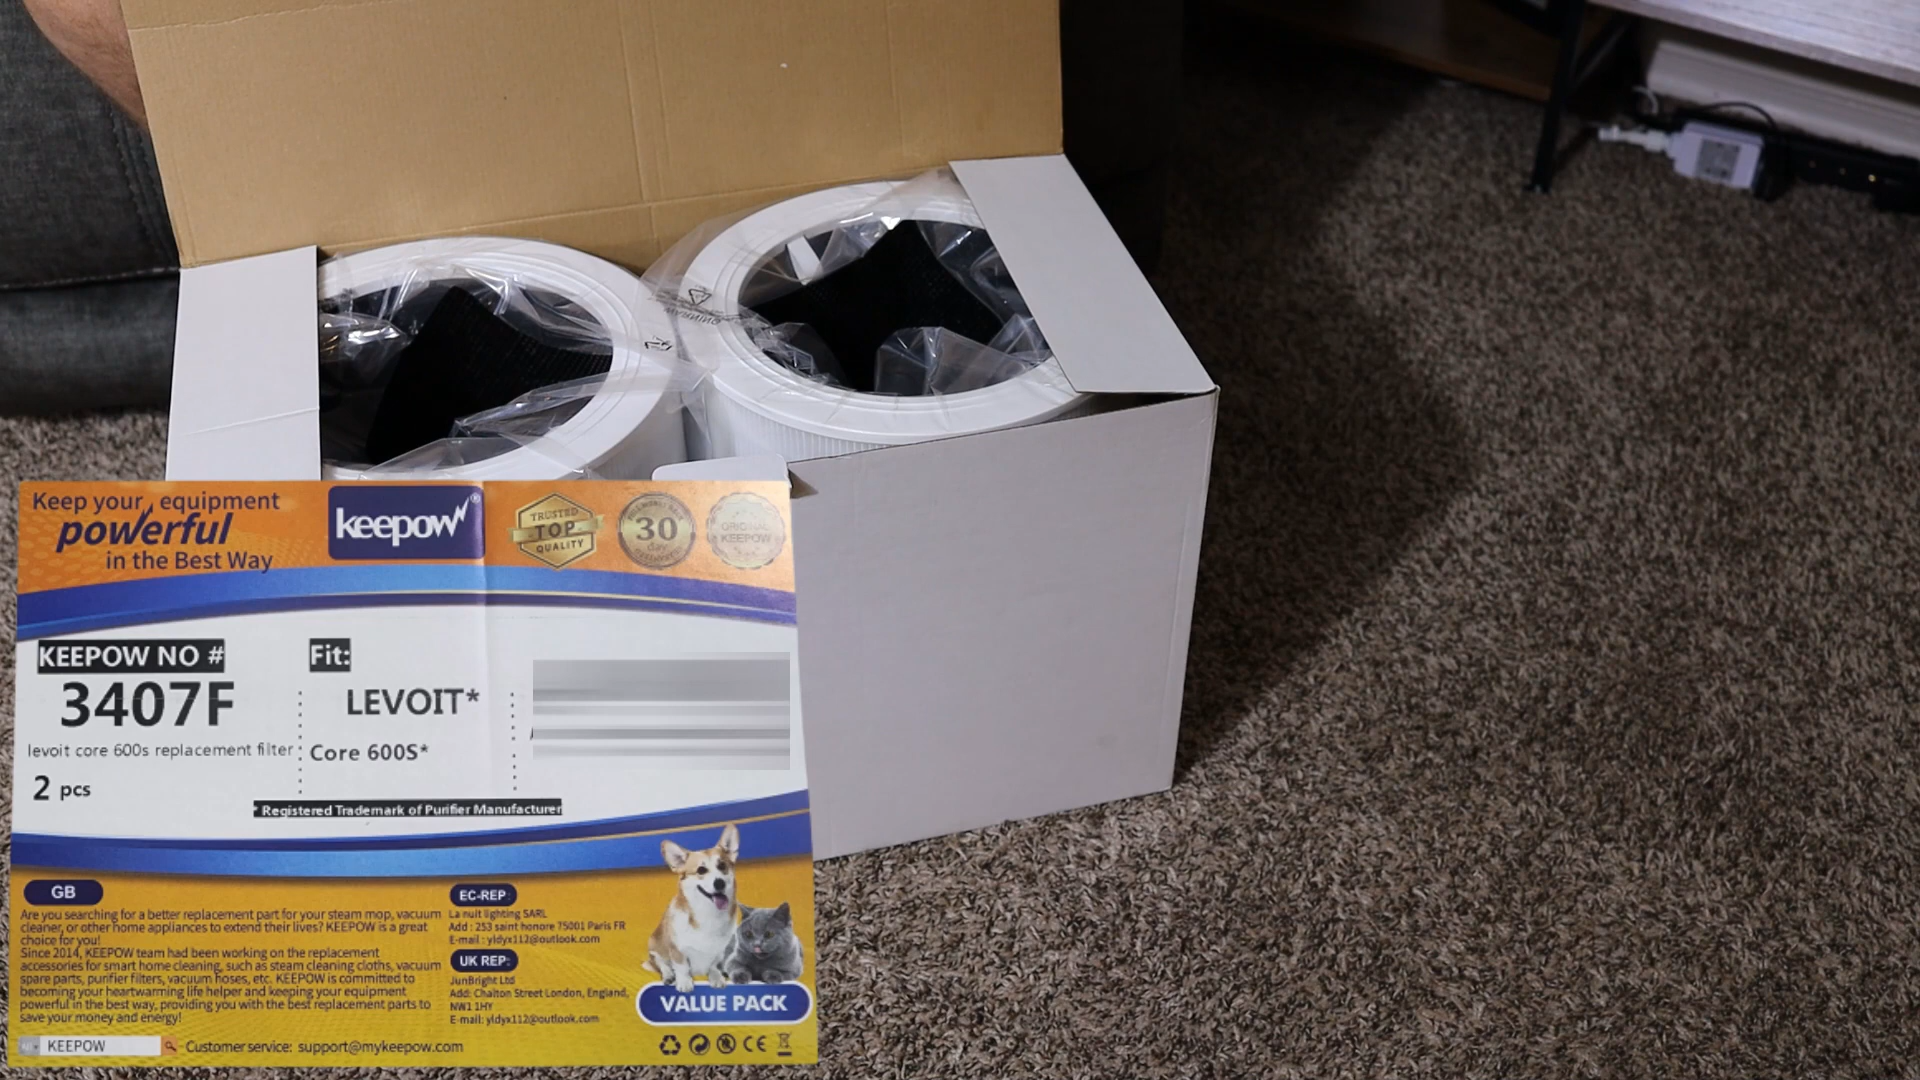 Keep your equipment
powerful
in the Best Way
keepow®
TRUSTED
TOP
QUALITY
30
day
ORIGINAL
KEEPOW
KEEPOW NO #
3407F
levoit core 600s replacement filter
2 pcs
Fit:
LEVOIT*
Core 600S*
* Registered Trademark of Purifier Manufacturer
GB
Are you searching for a better replacement part for your steam mop, vacuum
cleaner, or other home appliances to extend their lives? KEEPOW is a great
choice for you!
Since 2014, KEEPOW team had been working on the replacement
accessories for smart home cleaning, such as steam cleaning cloths, vacuum
spare parts, purifier filters, vacuum hoses, etc. KEEPOW is committed to
becoming your heartwarming life helper and keeping your equipment
powerful in the best way, providing you with the best replacement parts to
save your money and energy!
KEEPOW
Customer service: support@mykeepow.com
EC-REP:
La nuit lighting SARL
Add : 253 saint honore 75001 Paris FR
E-mail : yldyx112@outlook.com
UK REP:
JunBright Ltd
Add: Chalton Street London, England,
NW1 1HY
E-mail: yldyx112@outlook.com
VALUE PACK
CE